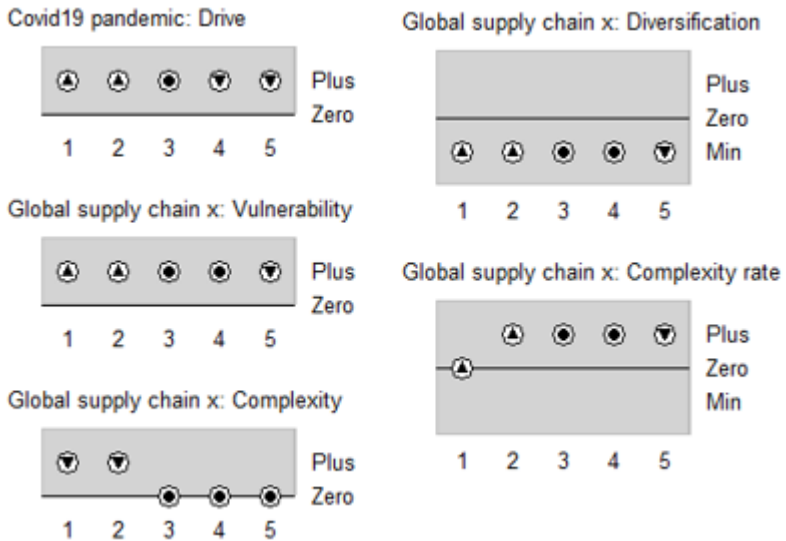 Covid19 pandemic: Drive
Plus
Zero
1 2 3 4 5
Global supply chain x: Vulnerability
Plus
Zero
1 2 3 4 5
Global supply chain x: Complexity
Plus
Zero
1 2 3 4 5
Global supply chain x: Diversification
Plus
Zero
Min
1 2 3 4 5
Global supply chain x: Complexity rate
Plus
Zero
Min
1 2 3 4 5